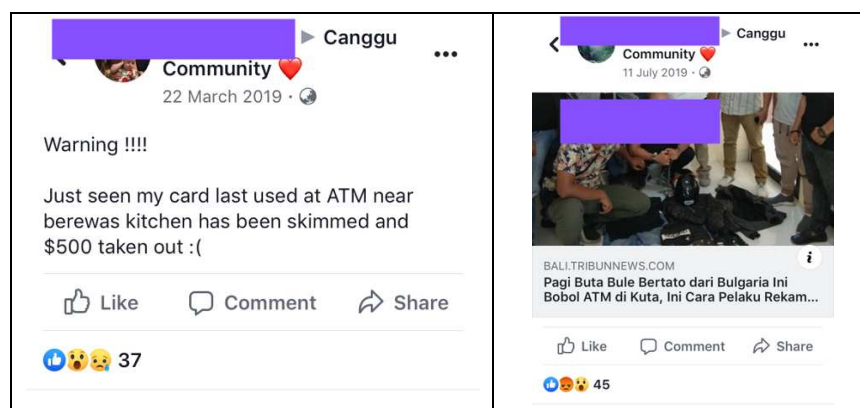 Canggu
Community ❤️
22 March 2019 ·
Warning !!!!
Just seen my card last used at ATM near
berewas kitchen has been skimmed and
$500 taken out :(
Like Comment Share
37
Canggu
Community ❤️
11 July 2019 ·
BALI.TRIBUNNEWS.COM
Pagi Buta Bule Bertato dari Bulgaria Ini
Bobol ATM di Kuta, Ini Cara Pelaku Rekam...
Like Comment Share
45